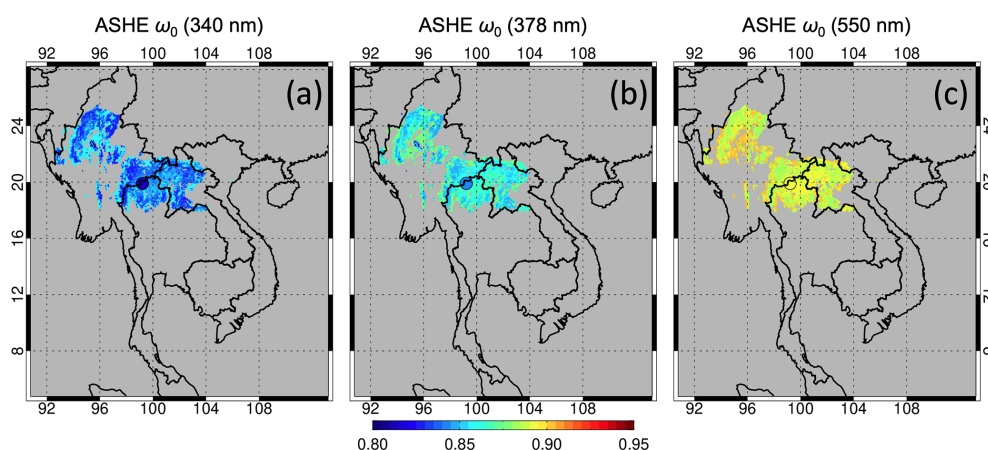 ASHE ω₀ (340 nm) ASHE ω₀ (378 nm) ASHE ω₀ (550 nm)
92 96 100 104 108 92 96 100 104 108 92 96 100 104 108
(a) (b) (c)
24
20
16
12
8
92 96 100 104 108 92 96 100 104 108 92 96 100 104 108
0.80 0.85 0.90 0.95